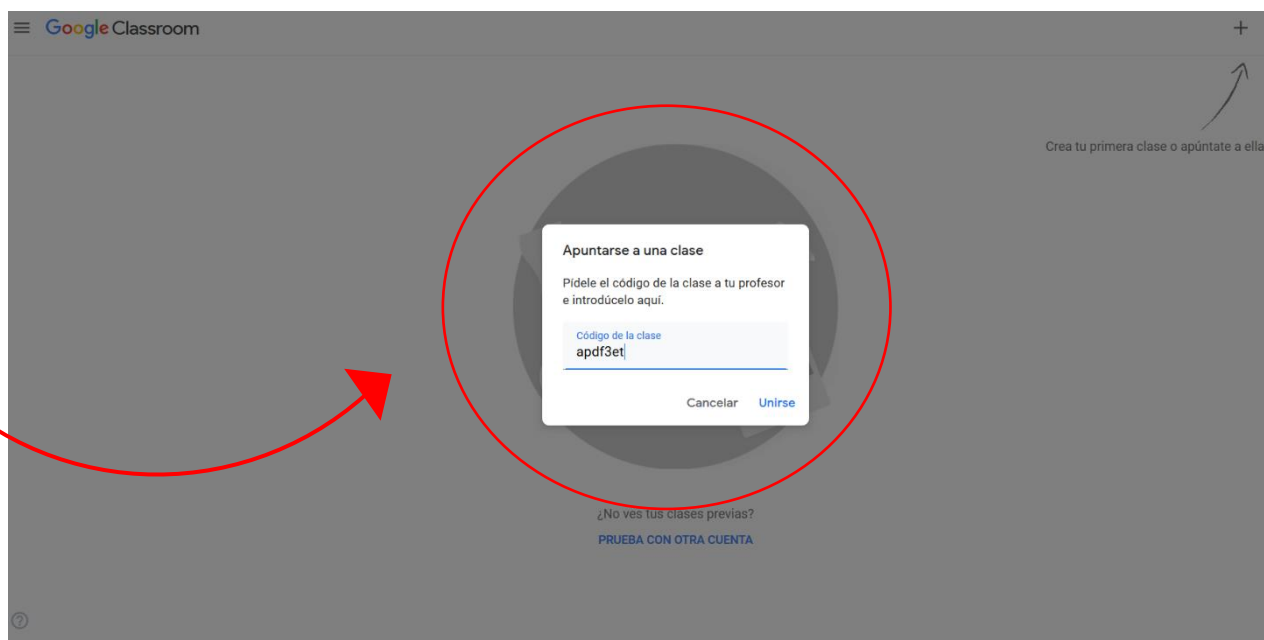 Google Classroom
Crea tu primera clase o apúntate a ella
Apuntarse a una clase
Pídele el código de la clase a tu profesor
e introdúcelo aquí.
Código de la clase
apdf3et
Cancelar Unirse
¿No ves tus clases previas?
PRUEBA CON OTRA CUENTA